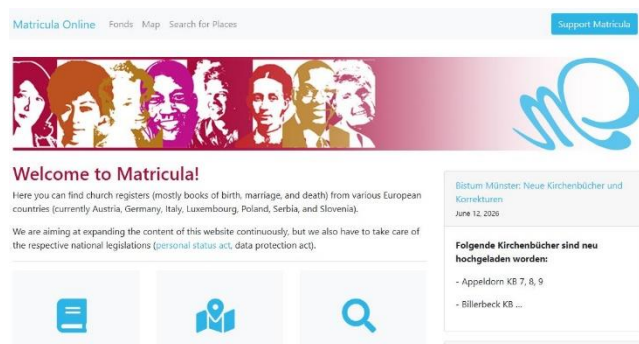 Matricula Online Fonds Map Search for Places Support Matricula
Welcome to Matricula!
Here you can find church registers (mostly books of birth, marriage, and death) from various European
countries (currently Austria, Germany, Italy, Luxembourg, Poland, Serbia, and Slovenia).
We are aiming at expanding the content of this website continuously, but we also have to take care of
the respective national legislations (personal status act, data protection act).
Bistum Münster: Neue Kirchenbücher und
Korrekturen
June 12, 2026
Folgende Kirchenbücher sind neu
hochgeladen worden:
- Appeldorn KB 7, 8, 9
- Billerbeck KB ...